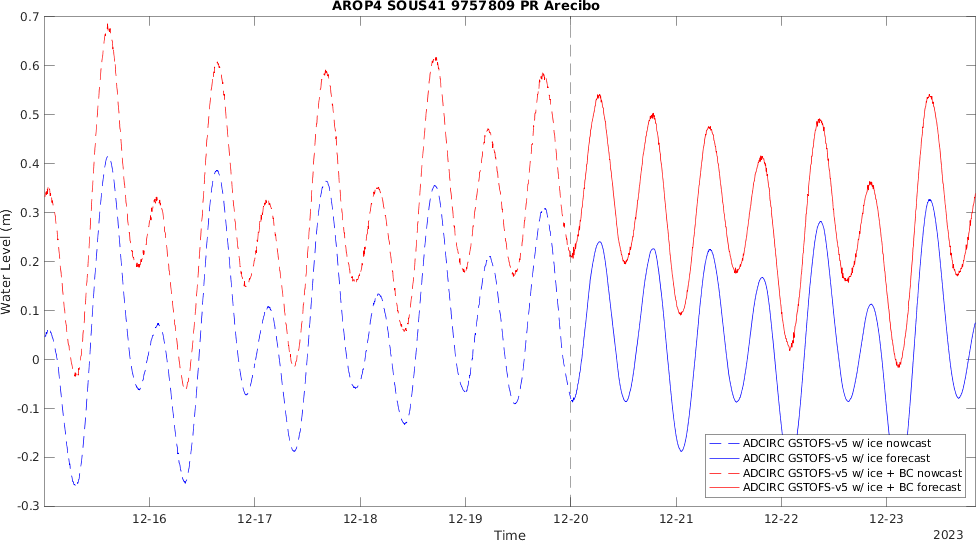 AROP4 SOUS41 9757809 PR Arecibo
0.7
0.6
0.5
0.4
0.3
0.2
0.1
0
-0.1
-0.2
-0.3
Water Level (m)
12-16
12-17
12-18
12-19
12-20
12-21
12-22
12-23
Time
2023
ADCIRC GSTOFS-v5 w/ ice nowcast
ADCIRC GSTOFS-v5 w/ ice forecast
ADCIRC GSTOFS-v5 w/ ice + BC nowcast
ADCIRC GSTOFS-v5 w/ ice + BC forecast